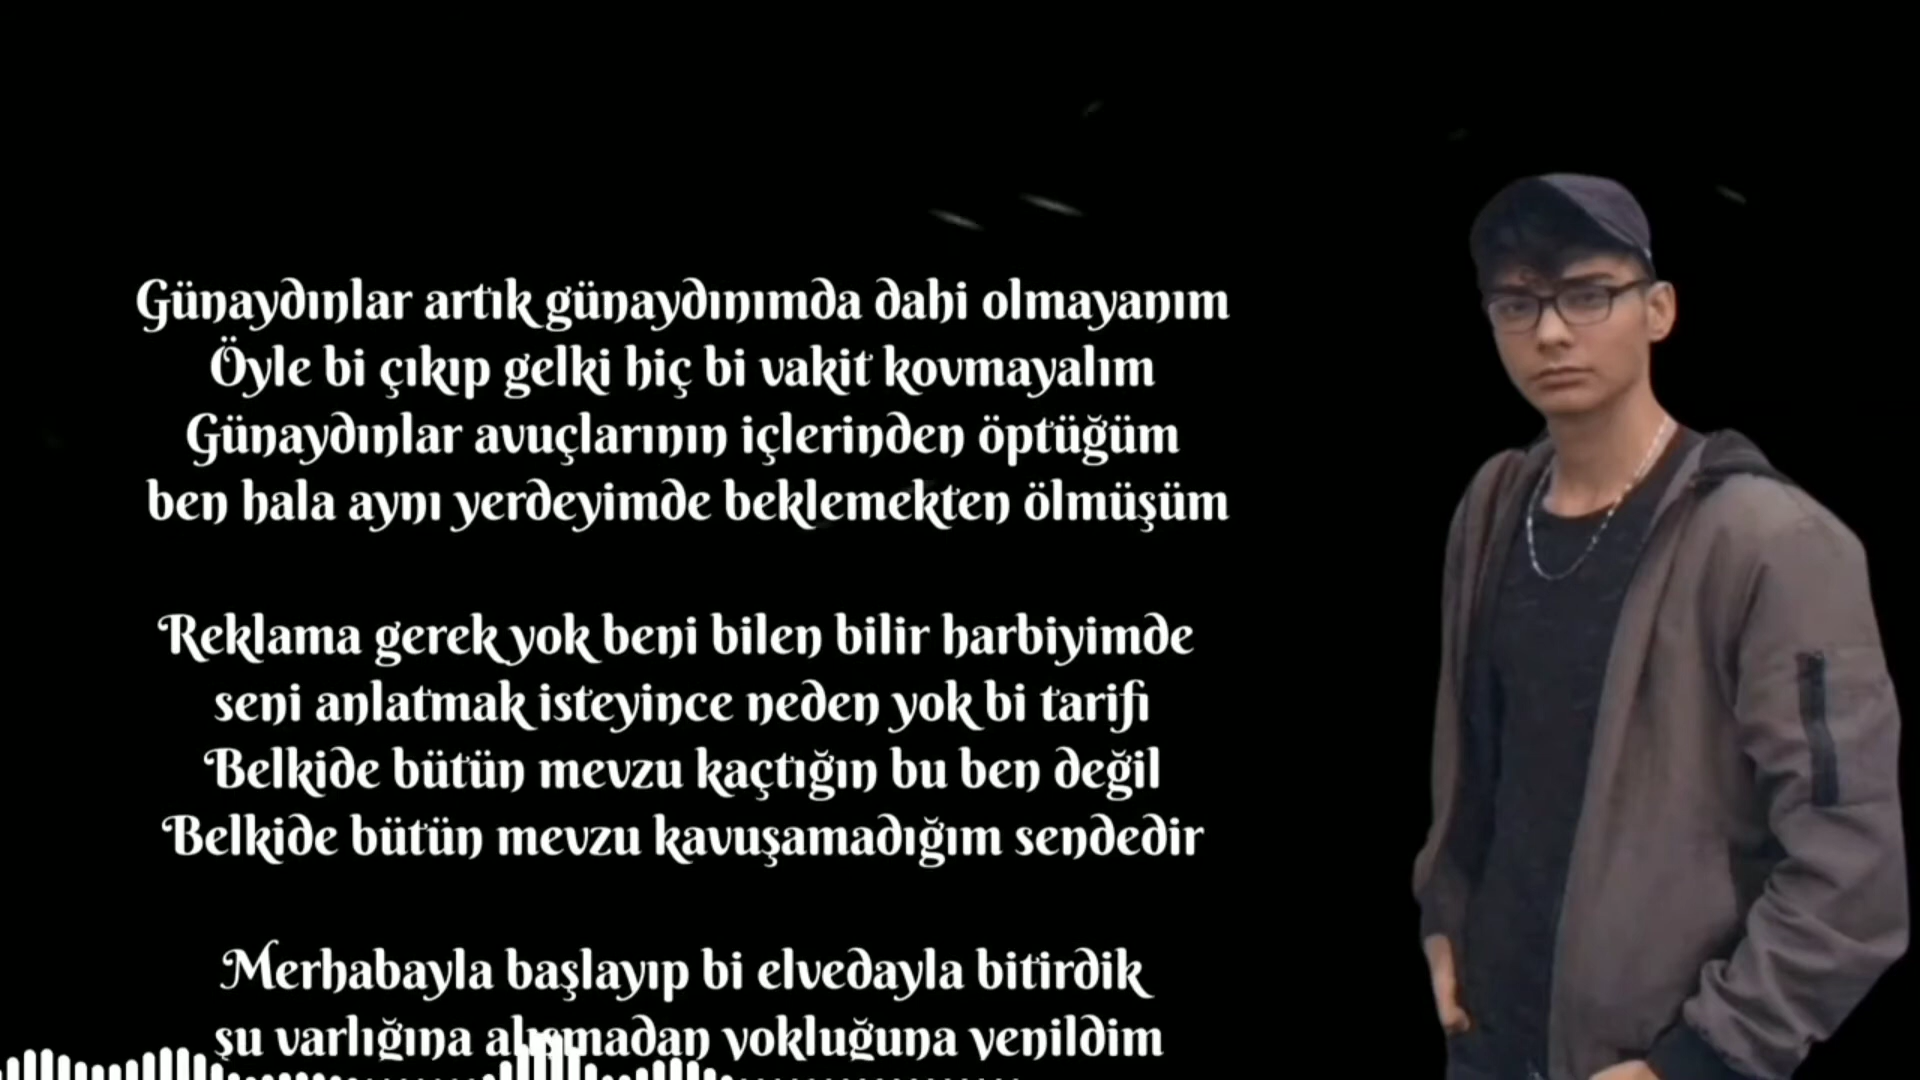 Günaydınlar artık günaydınımda dahi olmayanım
Öyle bi çıkıp gelki hiç bi vakit kovmayalım
Günaydınlar avuçlarının içlerinden öptüğüm
ben hala aynı yerdeyimde beklemekten ölmüşüm
Reklama gerek yok beni bilen bilir harbiyimde
seni anlatmak isteyince neden yok bi tarifi
Belkide bütün mevzu kaçtığın bu ben değil
Belkide bütün mevzu kavuşamadığım sendedir
Merhabayla başlayıp bi elvedayla bitirdik
şu varlığına alışmadan yokluğuna yenildim